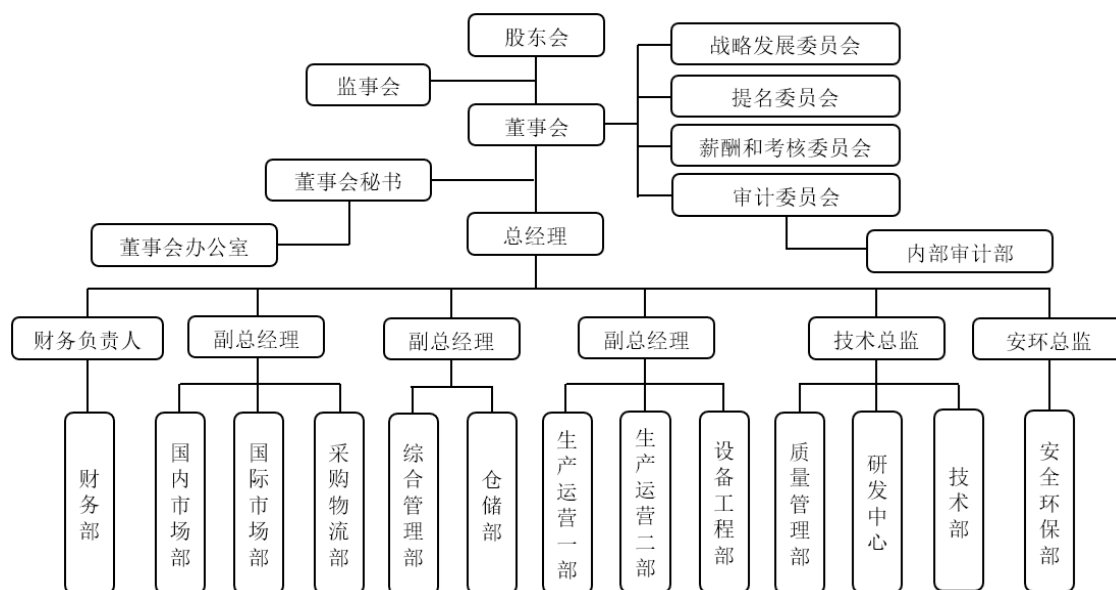 股东会
战略发展委员会
监事会
提名委员会
董事会
薪酬和考核委员会
董事会秘书
审计委员会
总经理
董事会办公室
内部审计部
财务负责人
副总经理
副总经理
副总经理
技术总监
安环总监
财务部
国内市场部
国际市场部
采购物流部
综合管理部
仓储部
生产运营一部
生产运营二部
设备工程部
质量管理部
研发中心
技术部
安全环保部